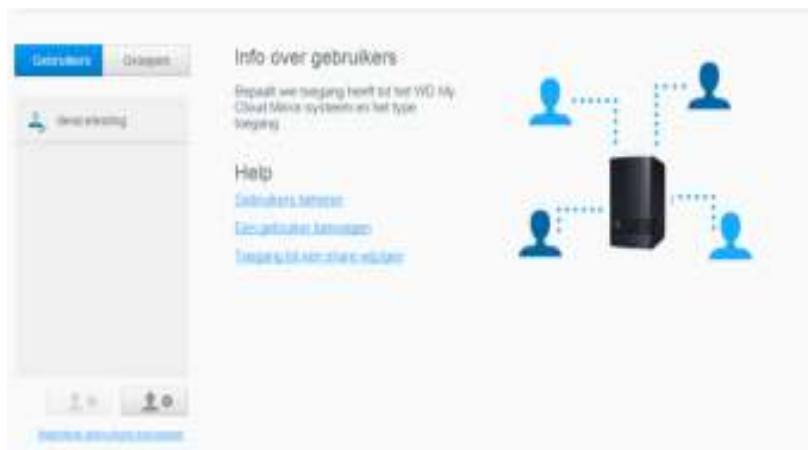 Gebruikers Groepen
Info over gebruikers
Bepaalt wie toegang heeft tot het WD My
Cloud Mirror systeem en het type
toegang
Help
Gebruikers beheren
Een gebruiker toevoegen
Toegang tot een share wijzigen